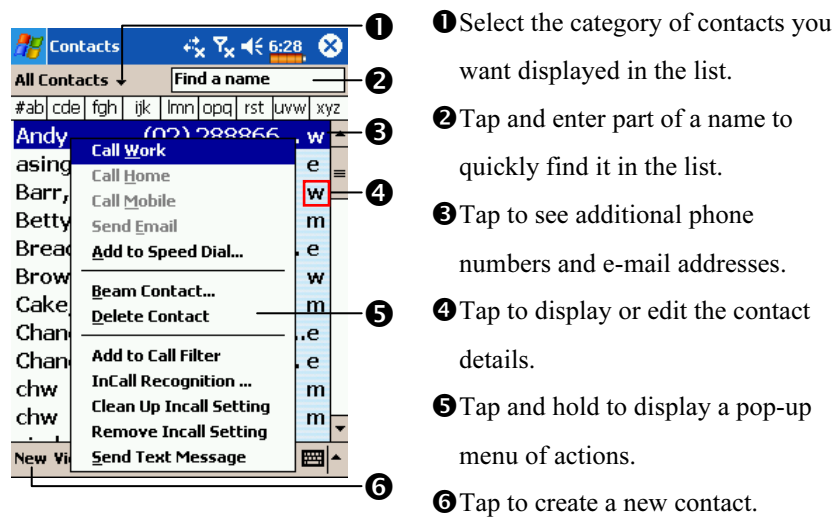 Contacts 6:28
All Contacts Find a name
#ab cde fgh ijk lmn opq rst uvw xyz
Andy (02) 288866 .. w
asing e
Barr, w
Betty m
Bread . e
Brow w
Cake, m
Chan ..e
Chan . e
chw m
chw m
Call Work
Call Home
Call Mobile
Send Email
Add to Speed Dial...
Beam Contact...
Delete Contact
Add to Call Filter
InCall Recognition ...
Clean Up Incall Setting
Remove Incall Setting
Send Text Message
New
❶
❷
❸
❹
❺
❻
❶Select the category of contacts you
want displayed in the list.
❷Tap and enter part of a name to
quickly find it in the list.
❸Tap to see additional phone
numbers and e-mail addresses.
❹Tap to display or edit the contact
details.
❺Tap and hold to display a pop-up
menu of actions.
❻Tap to create a new contact.